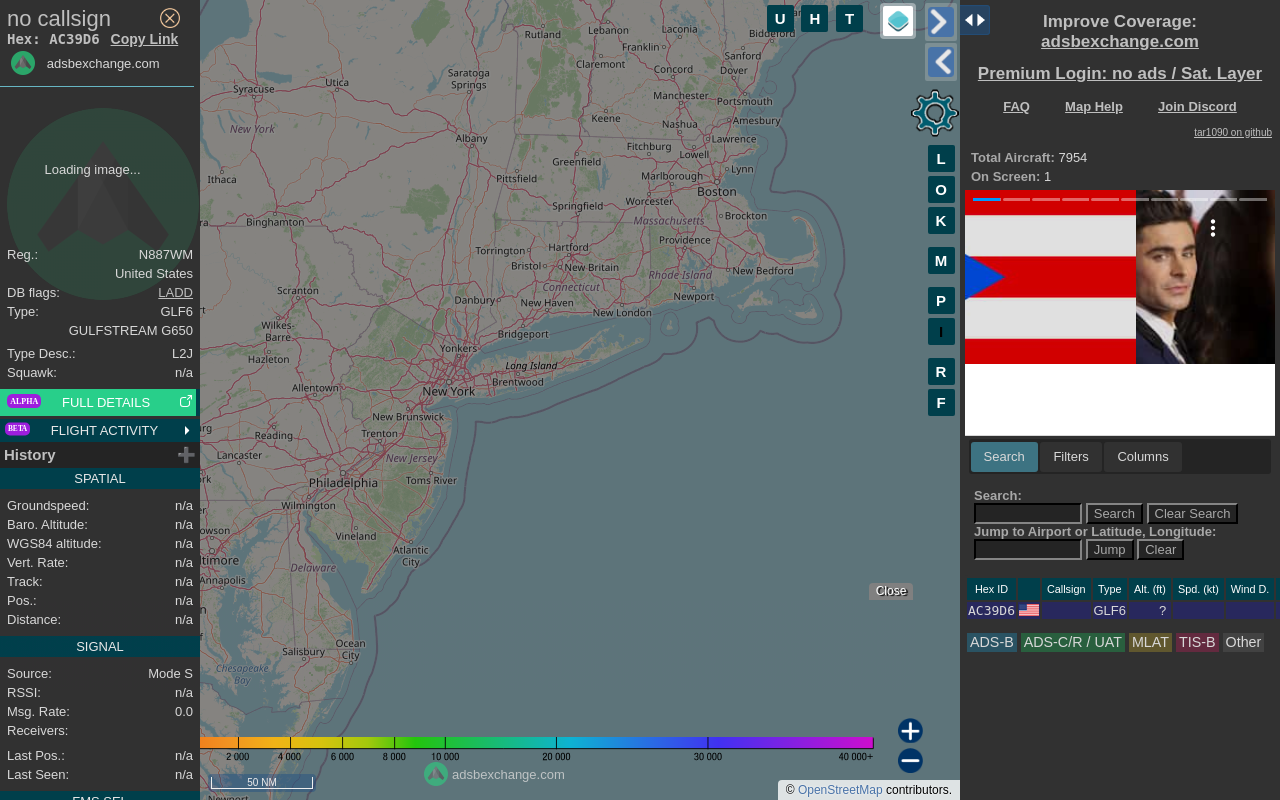 no callsign
Hex: AC39D6 Copy Link
adsbexchange.com
Loading image...
Reg.: N887WM
United States
DB flags: LADD
Type: GLF6
GULFSTREAM G650
Type Desc.: L2J
Squawk: n/a
ALPHA FULL DETAILS
BETA FLIGHT ACTIVITY
History
SPATIAL
Groundspeed: n/a
Baro. Altitude: n/a
WGS84 altitude: n/a
Vert. Rate: n/a
Track: n/a
Pos.: n/a
Distance: n/a
SIGNAL
Source: Mode S
RSSI: n/a
Msg. Rate: 0.0
Receivers:
Last Pos.: n/a
Last Seen: n/a
FMS SEL
U H T
L
O
K
M
P
I
R
F
Rutland
Lebanon
Laconia
Biddeford
Franklin
Claremont
Sanford
Concord
Dover
Saratoga
Springs
Utica
Syracuse
Manchester
Portsmouth
Keene
Nashua
Amesbury
New York
Albany
Lawrence
Fitchburg
Lowell
Greenfield
Lynn
Ithaca
Pittsfield
Marlborough
Boston
Worcester
Springfield
Binghamton
Massachusetts
Brockton
Torrington
Hartford
Providence
Bristol
New Britain
Rhode Island
New Bedford
Scranton
Connecticut
Danbury
New Haven
Newport
New London
Wilkes-
Barre
Bridgeport
Yonkers
Hazleton
Long Island
Brentwood
Allentown
New York
New Brunswick
Reading
Trenton
Lancaster
New Jersey
Philadelphia
Toms River
Wilmington
Vineland
Atlantic
City
Delaware
Annapolis
Salisbury
Ocean
City
Chesapeake
Bay
Close
2 000 4 000 6 000 8 000 10 000 20 000 30 000 40 000+
adsbexchange.com
50 NM
Newport
© OpenStreetMap contributors.
Improve Coverage:
adsbexchange.com
Premium Login: no ads / Sat. Layer
FAQ Map Help Join Discord
tar1090 on github
Total Aircraft: 7954
On Screen: 1
Search Filters Columns
Search:
Search Clear Search
Jump to Airport or Latitude, Longitude:
Jump Clear
Hex ID Callsign Type Alt. (ft) Spd. (kt) Wind D.
AC39D6 GLF6 ?
ADS-B ADS-C/R / UAT MLAT TIS-B Other